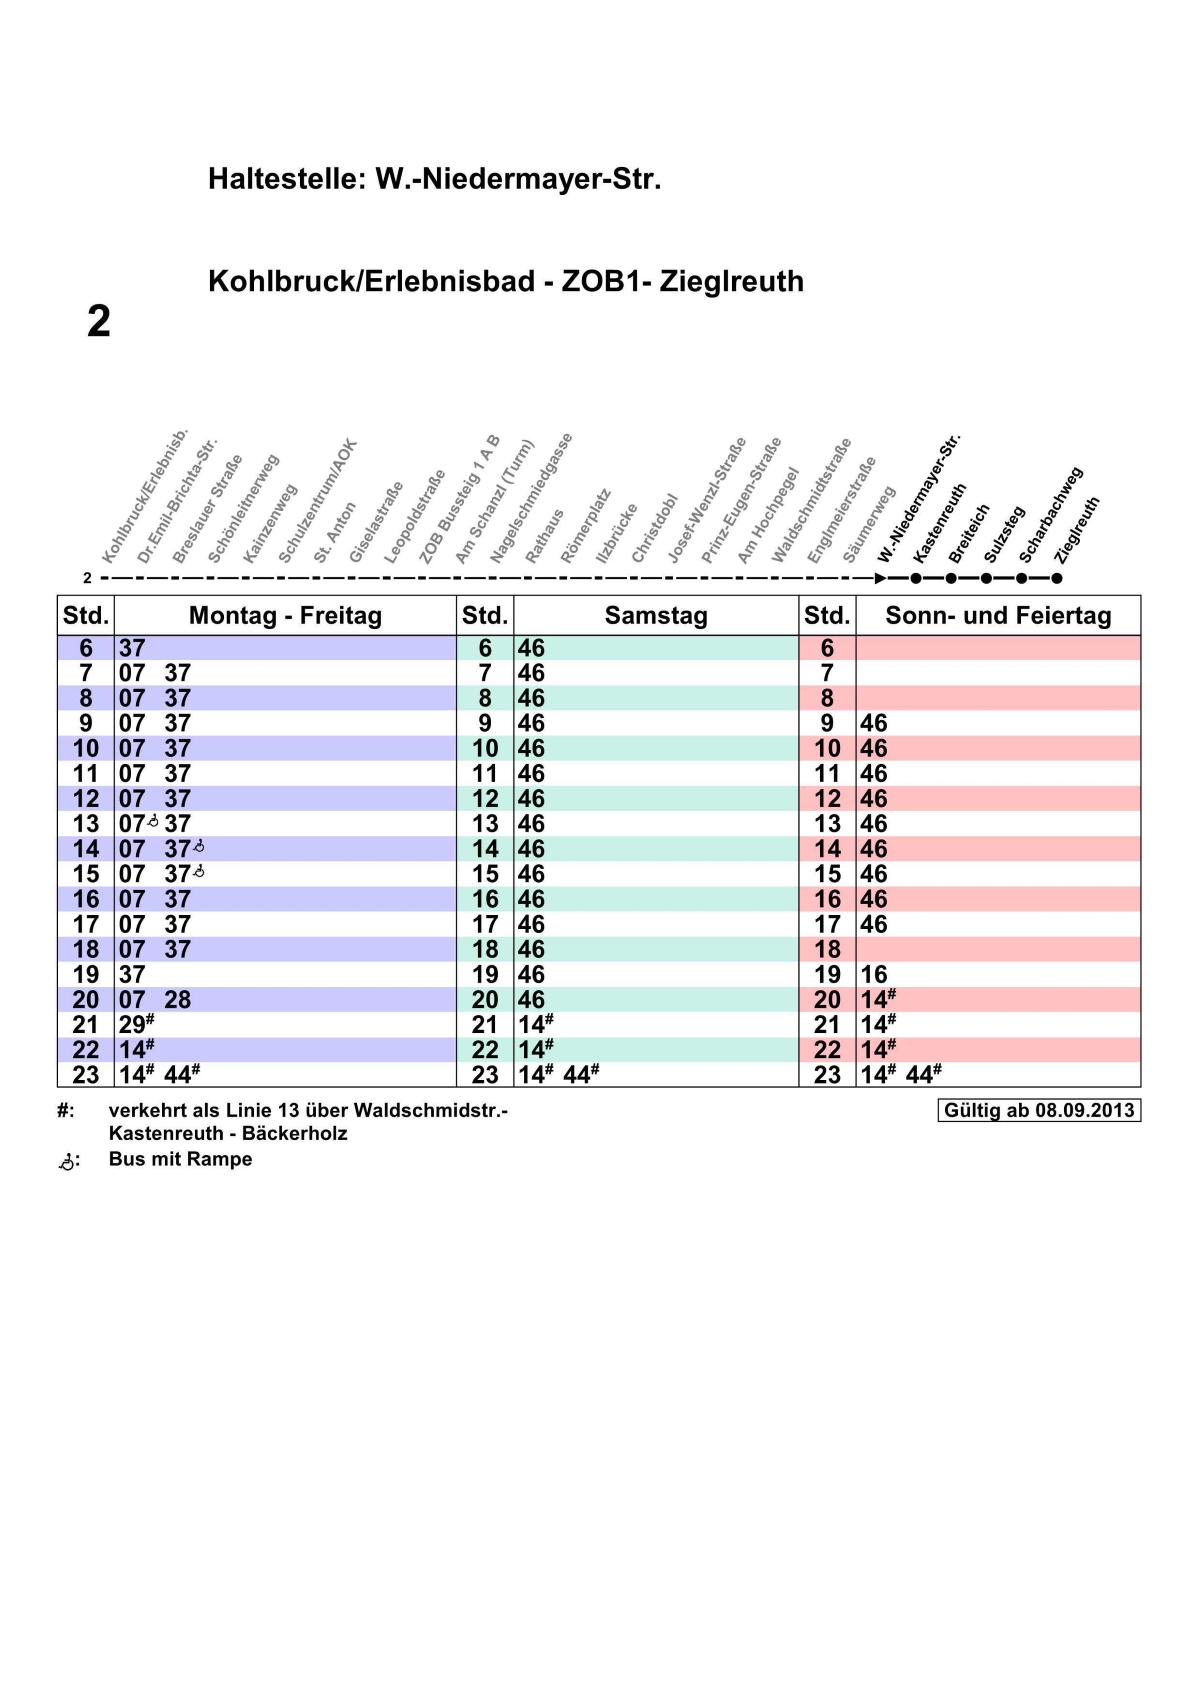 Haltestelle: W.-Niedermayer-Str.
Kohlbruck/Erlebnisbad - ZOB1- Zieglreuth
2
Kohlbruck/Erlebnisb.
Dr.Emil-Brichta-Str.
Breslauer Straße
Schönleitnerweg
Kainzenweg
Schulzentrum/AOK
St. Anton
Giselastraße
Leopoldstraße
ZOB Bussteig 1 A B
Am Schanzl (Turm)
Nagelschmiedgasse
Rathaus
Römerplatz
Ilzbrücke
Christdobl
Josef-Wenzl-Straße
Prinz-Eugen-Straße
Am Hochpegel
Waldschmidtstraße
Englmeierstraße
Säumerweg
W.-Niedermayer-Str.
Kastenreuth
Breiteich
Sulzsteg
Scharbachweg
Zieglreuth
2
Std. Montag - Freitag Std. Samstag Std. Sonn- und Feiertag
6 37 6 46 6
7 07 37 7 46 7
8 07 37 8 46 8
9 07 37 9 46 9 46
10 07 37 10 46 10 46
11 07 37 11 46 11 46
12 07 37 12 46 12 46
13 07 37 13 46 13 46
14 07 37 14 46 14 46
15 07 37 15 46 15 46
16 07 37 16 46 16 46
17 07 37 17 46 17 46
18 07 37 18 46 18
19 37 19 46 19 16
20 07 28 20 46 20 14#
21 29# 21 14# 21 14#
22 14# 22 14# 22 14#
23 14# 44# 23 14# 44# 23 14# 44#
#: verkehrt als Linie 13 über Waldschmidstr.-
Kastenreuth - Bäckerholz
Gültig ab 08.09.2013
: Bus mit Rampe